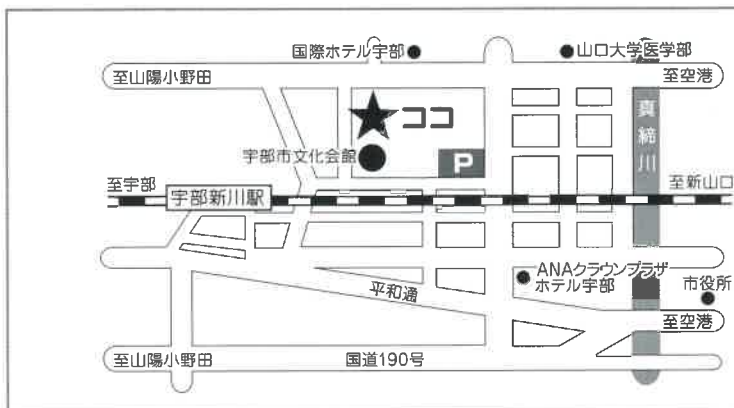 国際ホテル宇部
山口大学医学部
至山陽小野田
至空港
ココ
真締川
宇部市文化会館
P
至宇部
宇部新川駅
至新山口
ANAクラウンプラザ
ホテル宇部
平和通
市役所
至空港
至山陽小野田
国道190号